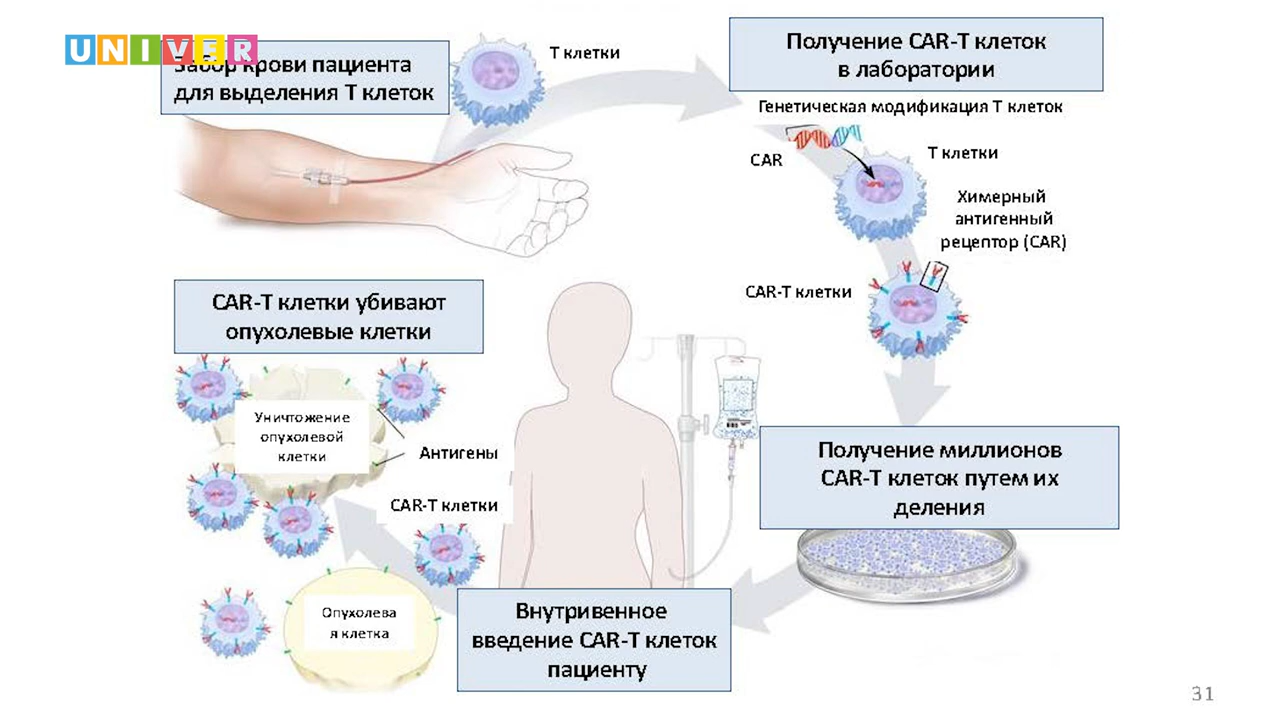 UNIVER
Забор крови пациента
для выделения Т клеток
Т клетки
Получение CAR-T клеток
в лаборатории
Генетическая модификация Т клеток
CAR
Т клетки
Химерный
антигенный
рецептор (CAR)
CAR-T клетки
CAR-T клетки убивают
опухолевые клетки
Уничтожение
опухолевой
клетки
Антигены
CAR-T клетки
Получение миллионов
CAR-T клеток путем их
деления
Опухолева
я клетка
Внутривенное
введение CAR-T клеток
пациенту
31